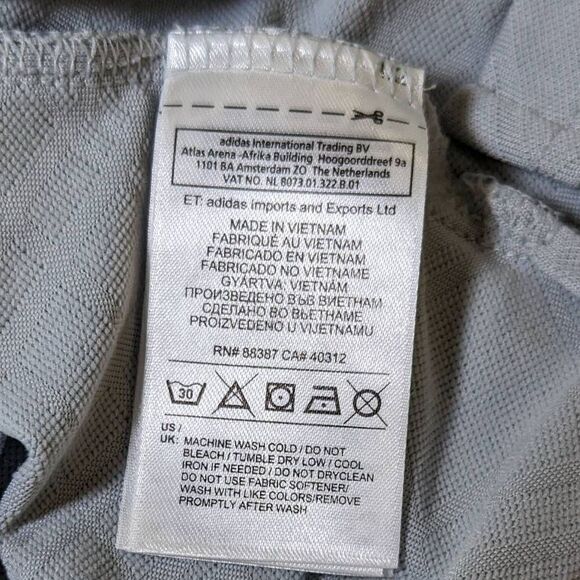 adidas International Trading BV
Atlas Arena -Afrika Building Hoogoorddreef 9a
1101 BA Amsterdam ZO The Netherlands
VAT NO. NL 8073.01.322.B.01
ET: adidas imports and Exports Ltd
MADE IN VIETNAM
FABRIQUÉ AU VIETNAM
FABRICADO EN VIETNAM
FABRICADO NO VIETNAME
GYÁRTVA: VIETNÁM
ПРОИЗВЕДЕНО ВЪВ ВИЕТНАМ
СДЕЛАНО ВО ВЬЕТНАМЕ
PROIZVEDENO U VIJETNAMU
RN# 88387 CA# 40312
30
US /
UK: MACHINE WASH COLD / DO NOT
BLEACH / TUMBLE DRY LOW / COOL
IRON IF NEEDED / DO NOT DRYCLEAN
DO NOT USE FABRIC SOFTENER/
WASH WITH LIKE COLORS/REMOVE
PROMPTLY AFTER WASH